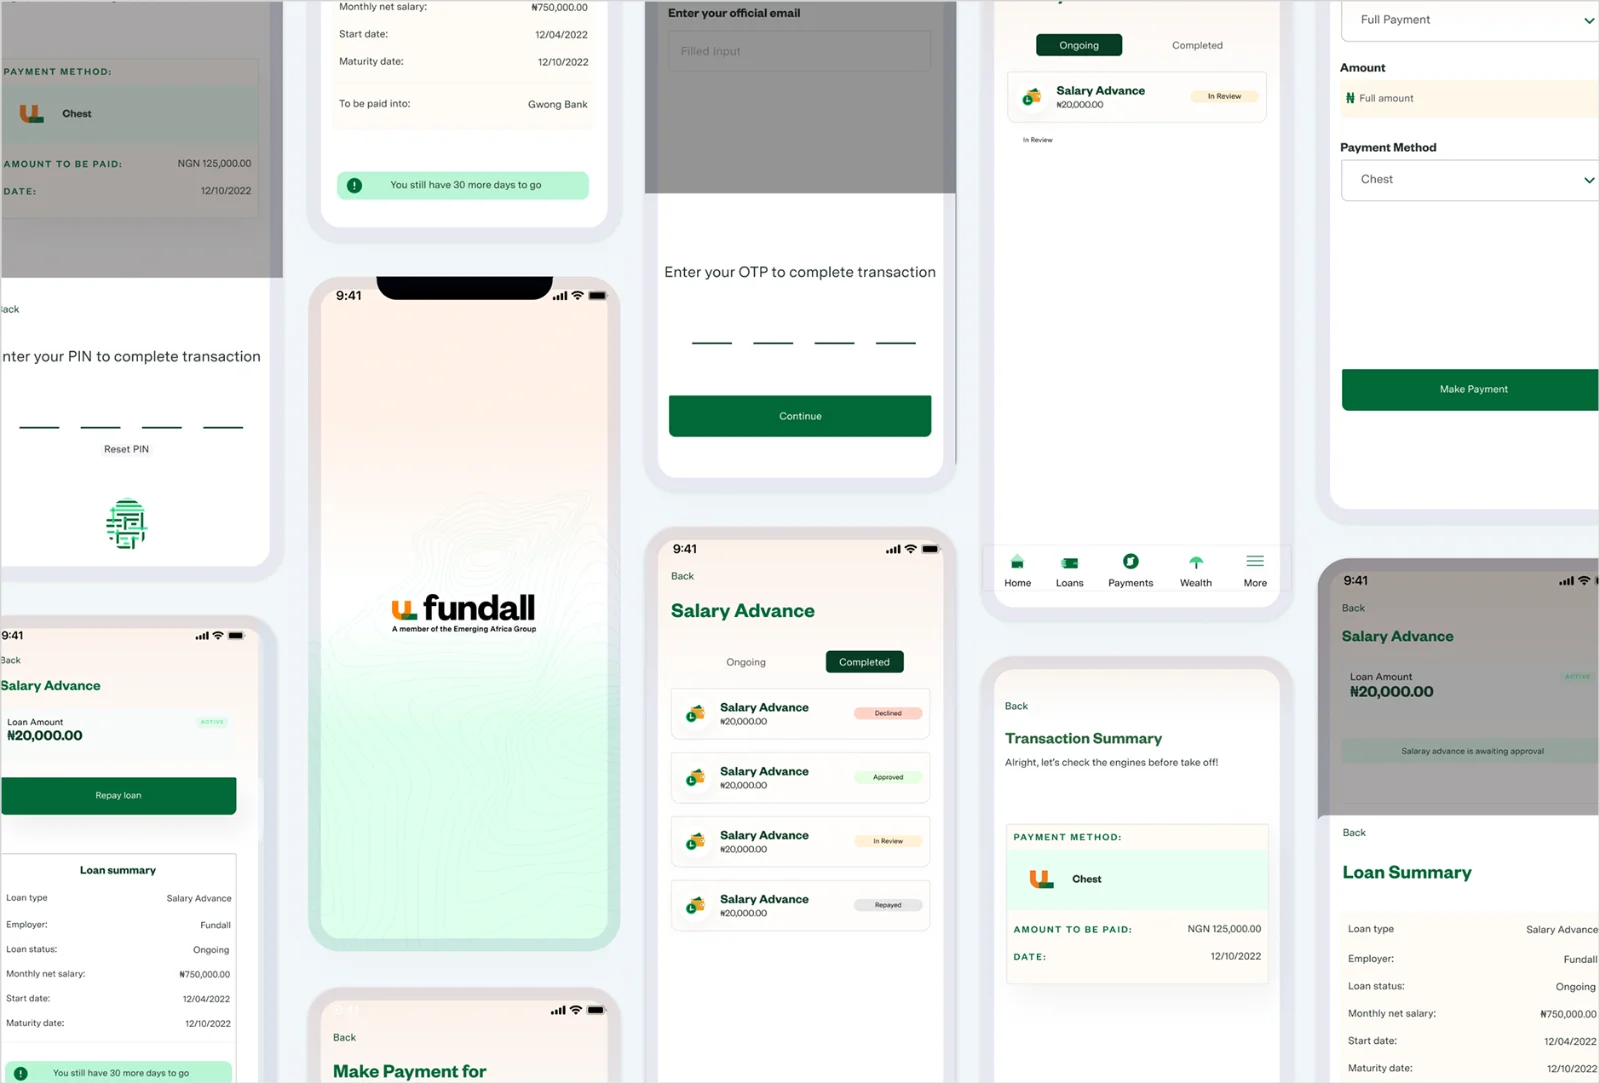 PAYMENT METHOD:
Chest
AMOUNT TO BE PAID: NGN 125,000.00
DATE: 12/10/2022
Back
nter your PIN to complete transaction
Reset PIN
9:41
Back
Salary Advance
Loan Amount
ACTIVE
₦20,000.00
Repay loan
Loan summary
Loan type Salary Advance
Employer: Fundall
Loan status: Ongoing
Monthly net salary: ₦750,000.00
Start date: 12/04/2022
Maturity date: 12/10/2022
You still have 30 more days to go
Monthly net salary: ₦750,000.00
Start date: 12/04/2022
Maturity date: 12/10/2022
To be paid into: Gwong Bank
You still have 30 more days to go
9:41
fundall
A member of the Emerging Africa Group
Back
Make Payment for
Enter your official email
Filled Input
Enter your OTP to complete transaction
Continue
9:41
Back
Salary Advance
Ongoing Completed
Salary Advance
₦20,000.00
Declined
Salary Advance
₦20,000.00
Approved
Salary Advance
₦20,000.00
In Review
Salary Advance
₦20,000.00
Repayed
Ongoing Completed
Salary Advance
₦20,000.00
In Review
In Review
Home Loans Payments Wealth More
Back
Transaction Summary
Alright, let's check the engines before take off!
PAYMENT METHOD:
Chest
AMOUNT TO BE PAID: NGN 125,000.00
DATE: 12/10/2022
Full Payment
Amount
₦ Full amount
Payment Method
Chest
Make Payment
9:41
Back
Salary Advance
Loan Amount
ACTIVE
₦20,000.00
Salaray advance is awaiting approval
Back
Loan Summary
Loan type Salary Advance
Employer: Fundall
Loan status: Ongoing
Monthly net salary: ₦750,000.00
Start date: 12/04/2022
Maturity date: 12/10/2022